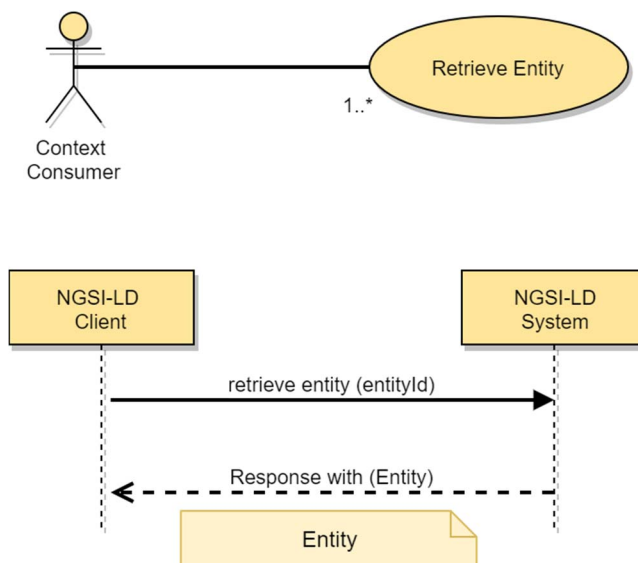 Retrieve Entity
1..*
Context
Consumer
NGSI-LD
Client
NGSI-LD
System
retrieve entity (entityId)
Response with (Entity)
Entity